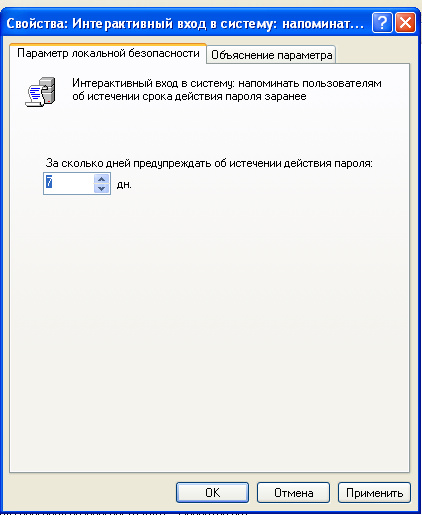 Свойства: Интерактивный вход в систему: напоминат...
Параметр локальной безопасности
Объяснение параметра
Интерактивный вход в систему: напоминать пользователям
об истечении срока действия пароля заранее
За сколько дней предупреждать об истечении действия пароля:
7 дн.
OK
Отмена
Применить